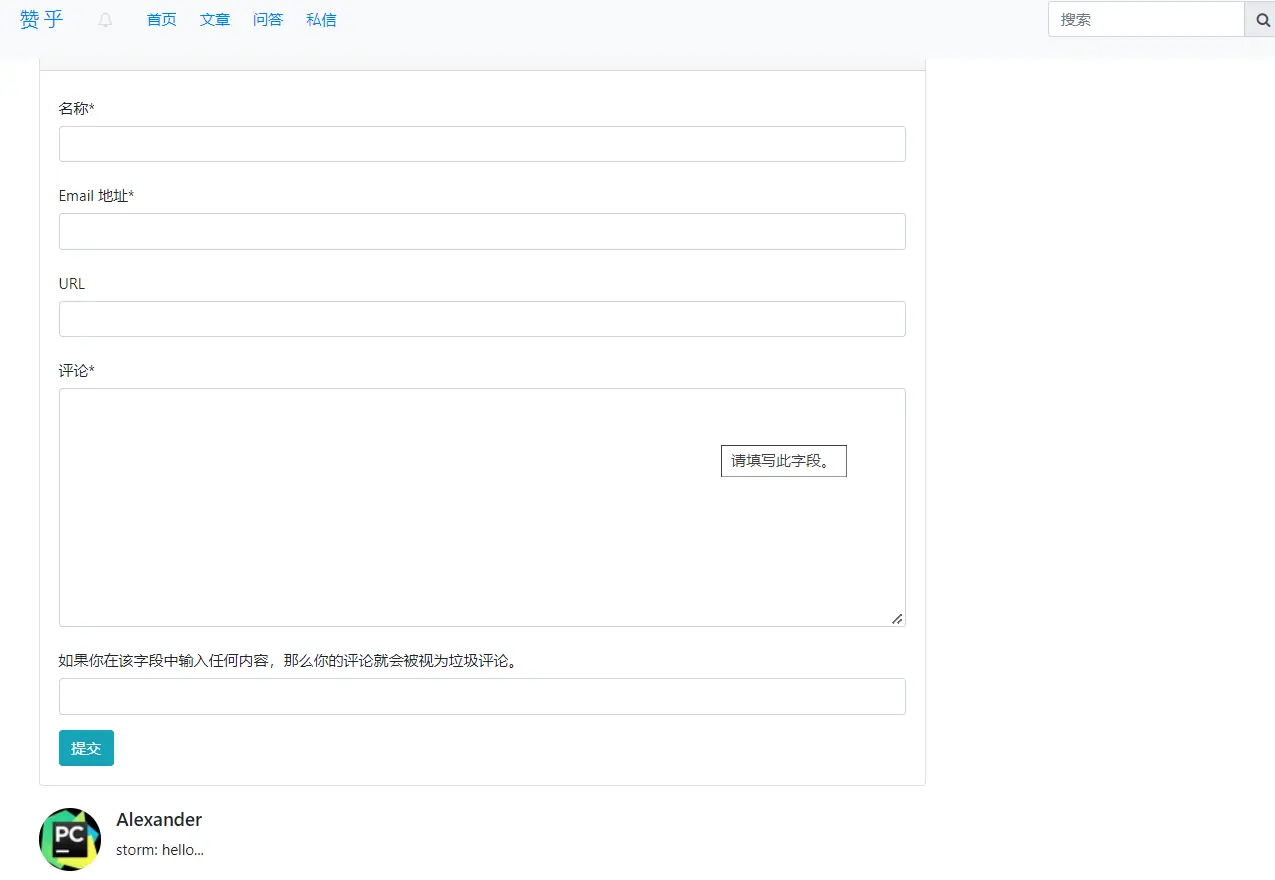 赞乎 首页 文章 问答 私信 搜索
名称*
Email 地址*
URL
评论*
请填写此字段。
如果你在该字段中输入任何内容，那么你的评论就会被视为垃圾评论。
提交
PC
Alexander
storm: hello...